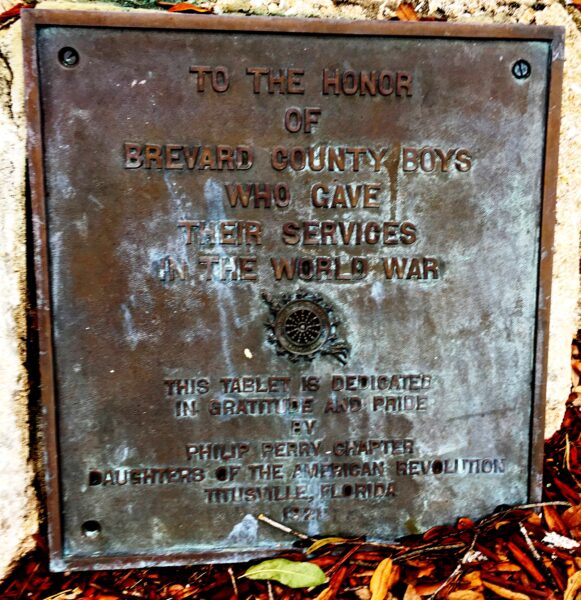 TO THE HONOR
OF
BREVARD COUNTY BOYS
WHO GAVE
THEIR SERVICES
IN THE WORLD WAR
THIS TABLET IS DEDICATED
IN GRATITUDE AND PRIDE
BY
PHILIP PERRY CHAPTER
DAUGHTERS OF THE AMERICAN REVOLUTION
TITUSVILLE, FLORIDA